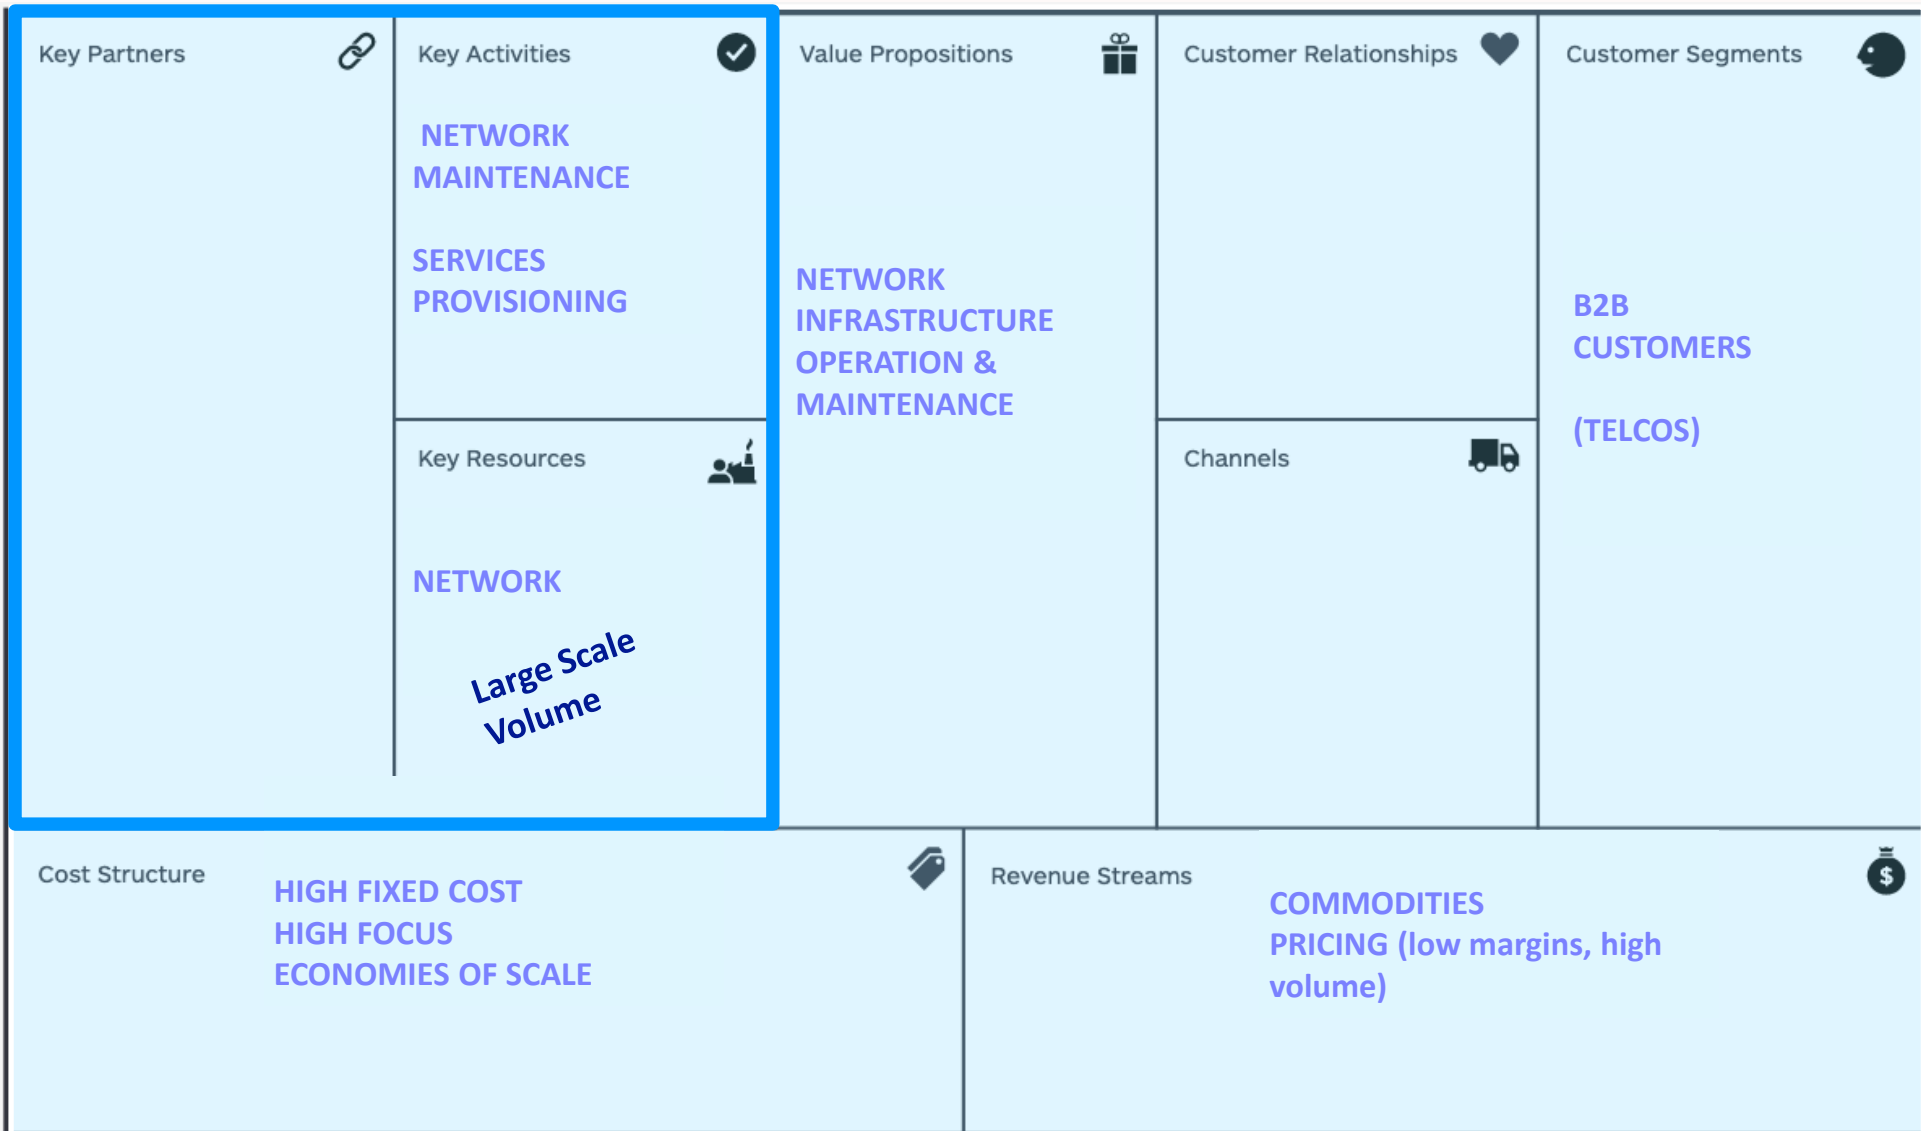 Key Partners
Key Activities
NETWORK
MAINTENANCE
SERVICES
PROVISIONING
Key Resources
NETWORK
Large Scale
Volume
Value Propositions
NETWORK
INFRASTRUCTURE
OPERATION &
MAINTENANCE
Customer Relationships
Channels
Customer Segments
B2B
CUSTOMERS
(TELCOS)
Cost Structure
HIGH FIXED COST
HIGH FOCUS
ECONOMIES OF SCALE
Revenue Streams
$
COMMODITIES
PRICING (low margins, high
volume)